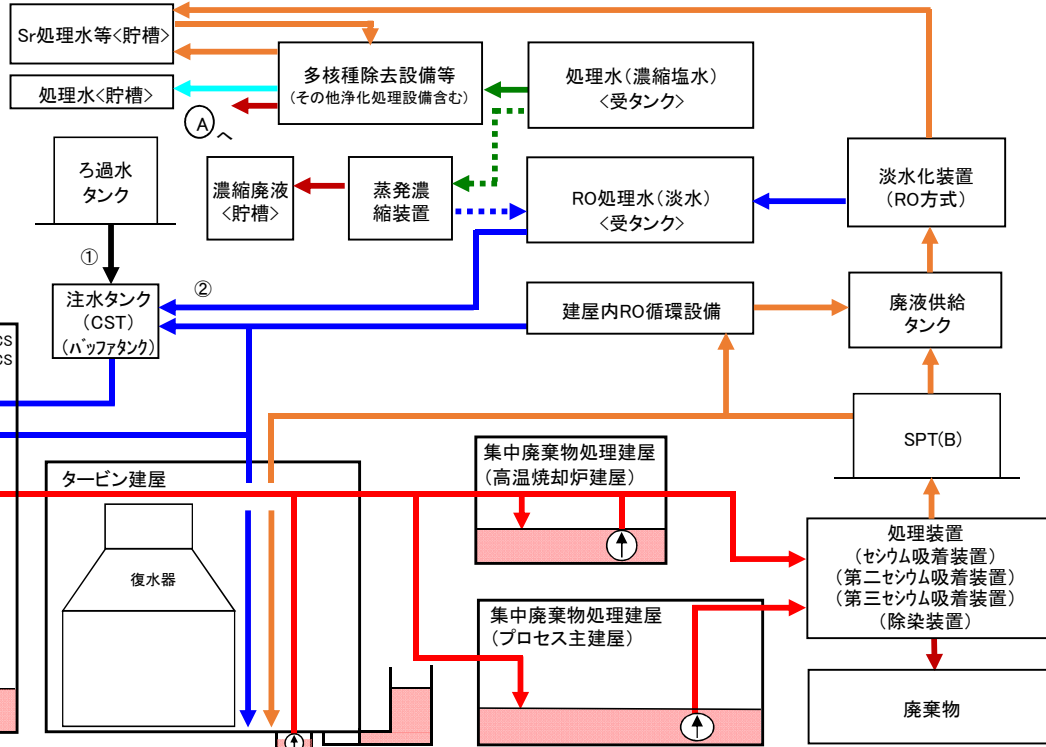 Sr処理水等<貯槽>
処理水<貯槽>
多核種除去設備等
(その他浄化処理設備含む)
処理水(濃縮塩水)
<受タンク>
A へ
ろ過水
タンク
濃縮廃液
<貯槽>
蒸発濃
縮装置
RO処理水(淡水)
<受タンク>
淡水化装置
(RO方式)
①
②
注水タンク
(CST)
(バッファタンク)
建屋内RO循環設備
廃液供給
タンク
CS
CS
SPT(B)
タービン建屋
集中廃棄物処理建屋
(高温焼却炉建屋)
復水器
処理装置
(セシウム吸着装置)
(第二セシウム吸着装置)
(第三セシウム吸着装置)
(除染装置)
集中廃棄物処理建屋
(プロセス主建屋)
廃棄物